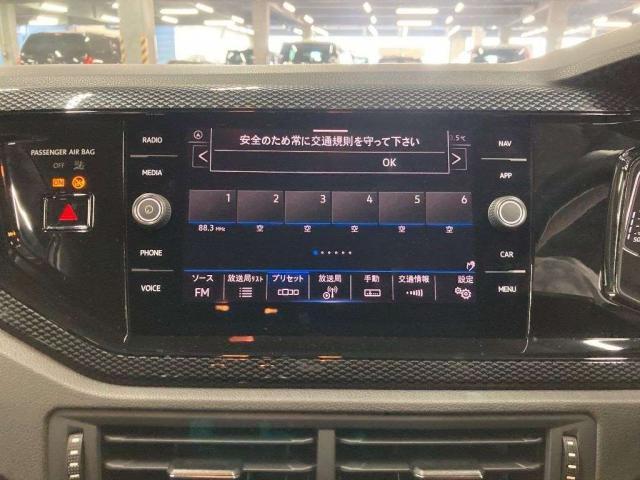 PASSENGER AIR BAG
OFF
RADIO
MEDIA
PHONE
VOICE
安全のため常に交通規則を守って下さい
OK
<
>
1
2
3
4
5
6
88.3 MHz
空
空
空
空
空
ソース
FM
放送局リスト
プリセット
放送局
手動
交通情報
設定
NAV
APP
CAR
MENU